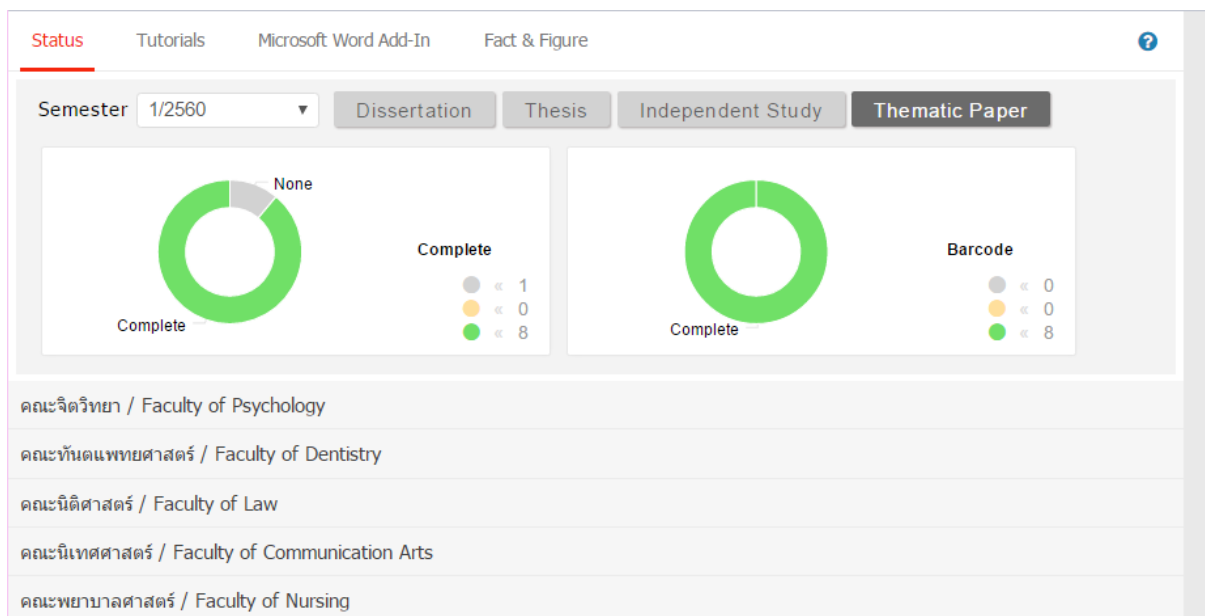 Status Tutorials Microsoft Word Add-In Fact & Figure ?
Semester 1/2560 ▼ Dissertation Thesis Independent Study Thematic Paper
None
Complete
Complete
« 1
« 0
« 8
Complete
Barcode
« 0
« 0
« 8
คณะจิตวิทยา / Faculty of Psychology
คณะทันตแพทยศาสตร์ / Faculty of Dentistry
คณะนิติศาสตร์ / Faculty of Law
คณะนิเทศศาสตร์ / Faculty of Communication Arts
คณะพยาบาลศาสตร์ / Faculty of Nursing